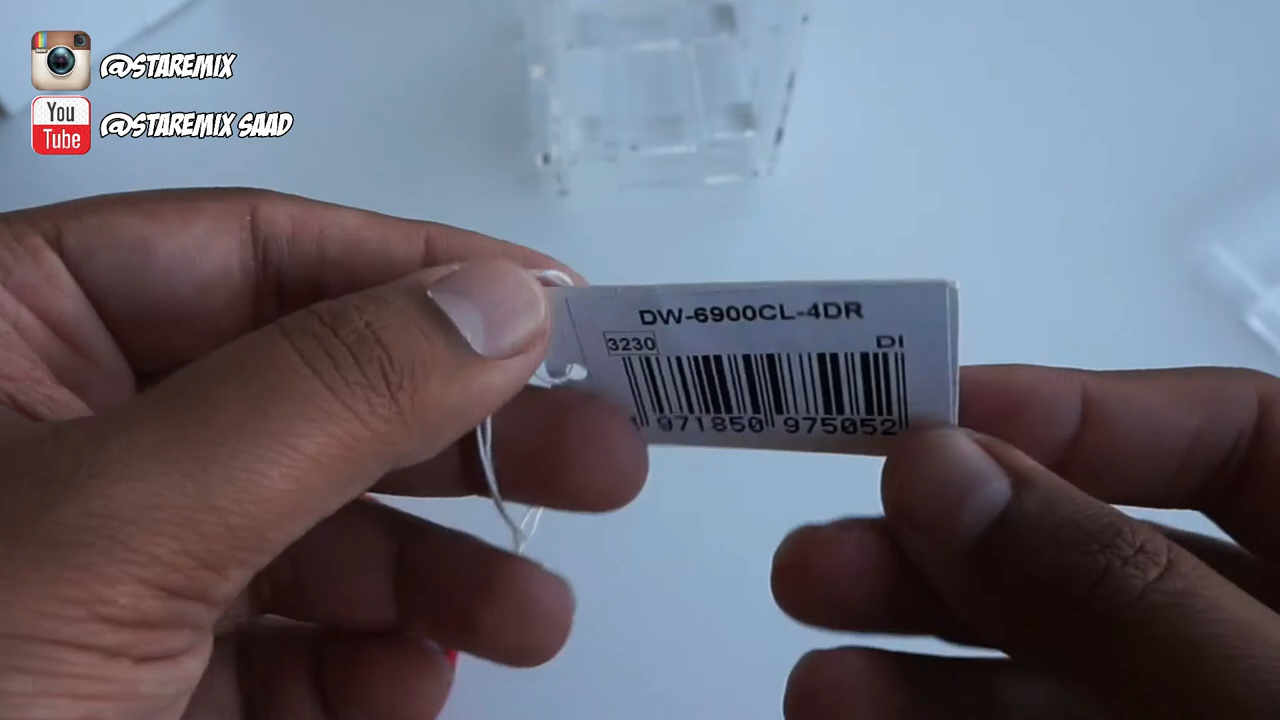 @STAREMIX
You
Tube
@STAREMIX SAAD
DW-6900CL-4DR
3230
DI
971850 975052